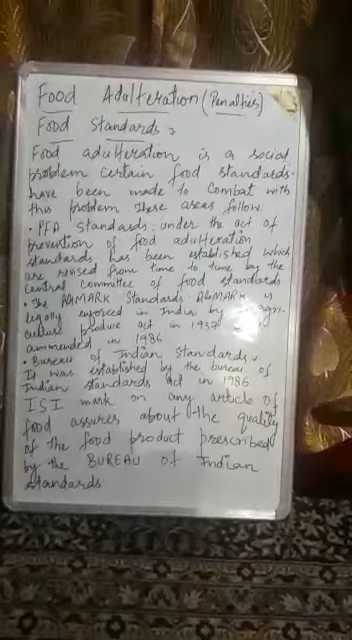 Food Adulteration (Penalties)
Food Standards
Food adulteration is a social
problem certain food standards
have been made to combat with
this problem These areas follow.
• PFA Standards. under the act of
prevention of food adulteration
standards has been established which
are revised from time to time by the
central committee of food standards
• The AGMARK Standards. AGMARK is
legally enforced in India by agri-
culture produce act in
ammended in 1986
• Bureau of Indian Standards.
It was established by the bureau of
Indian standards act in 1986
ISI mark on any article of
food assures about the quality
of the food product prescribed
by the BUREAU of Indian
standards